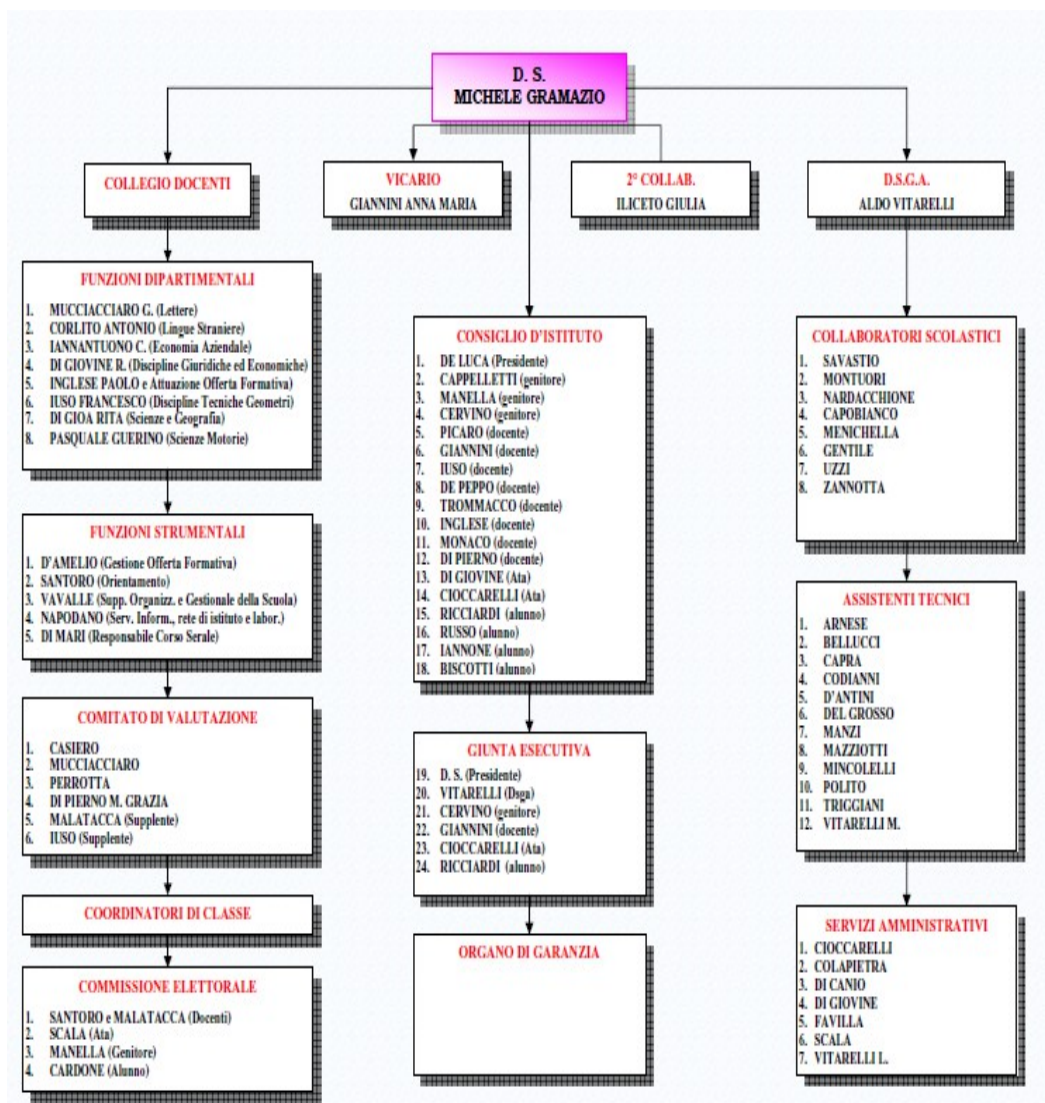 D. S.
MICHELE GRAMAZIO
COLLEGIO DOCENTI
VICARIO
GIANNINI ANNA MARIA
2° COLLAB.
ILICETO GIULIA
D.S.G.A.
ALDO VITARELLI
FUNZIONI DIPARTIMENTALI
1. MUCCIACCIARO G. (Lettere)
2. CORLITO ANTONIO (Lingue Straniere)
3. IANNANTUONO C. (Economia Aziendale)
4. DI GIOVINE R. (Discipline Giuridiche ed Economiche)
5. INGLESE PAOLO e Attuazione Offerta Formativa)
6. IUSO FRANCESCO (Discipline Tecniche Geometri)
7. DI GIOA RITA (Scienze e Geografia)
8. PASQUALE GUERINO (Scienze Motorie)
FUNZIONI STRUMENTALI
1. D'AMELIO (Gestione Offerta Formativa)
2. SANTORO (Orientamento)
3. VAVALLE (Supp. Organizz. e Gestionale della Scuola)
4. NAPODANO (Serv. Inform., rete di istituto e labor.)
5. DI MARI (Responsabile Corso Serale)
COMITATO DI VALUTAZIONE
1. CASIERO
2. MUCCIACCIARO
3. PERROTTA
4. DI PIERNO M. GRAZIA
5. MALATACCA (Supplente)
6. IUSO (Supplente)
COORDINATORI DI CLASSE
COMMISSIONE ELETTORALE
1. SANTORO e MALATACCA (Docenti)
2. SCALA (Ata)
3. MANELLA (Genitore)
4. CARDONE (Alunno)
CONSIGLIO D'ISTITUTO
1. DE LUCA (Presidente)
2. CAPPELLETTI (genitore)
3. MANELLA (genitore)
4. CERVINO (genitore)
5. PICARO (docente)
6. GIANNINI (docente)
7. IUSO (docente)
8. DE PEPPO (docente)
9. TROMMACCO (docente)
10. INGLESE (docente)
11. MONACO (docente)
12. DI PIERNO (docente)
13. DI GIOVINE (Ata)
14. CIOCCARELLI (Ata)
15. RICCIARDI (alunno)
16. RUSSO (alunno)
17. IANNONE (alunno)
18. BISCOTTI (alunno)
GIUNTA ESECUTIVA
19. D. S. (Presidente)
20. VITARELLI (Dsga)
21. CERVINO (genitore)
22. GIANNINI (docente)
23. CIOCCARELLI (Ata)
24. RICCIARDI (alunno)
ORGANO DI GARANZIA
COLLABORATORI SCOLASTICI
1. SAVASTIO
2. MONTUORI
3. NARDACCHIONE
4. CAPOBIANCO
5. MENICHELLA
6. GENTILE
7. UZZI
8. ZANNOTTA
ASSISTENTI TECNICI
1. ARNESE
2. BELLUCCI
3. CAPRA
4. CODIANNI
5. D'ANTINI
6. DEL GROSSO
7. MANZI
8. MAZZIOTTI
9. MINCOLELLI
10. POLITO
11. TRIGGIANI
12. VITARELLI M.
SERVIZI AMMINISTRATIVI
1. CIOCCARELLI
2. COLAPIETRA
3. DI CANIO
4. DI GIOVINE
5. FAVILLA
6. SCALA
7. VITARELLI L.